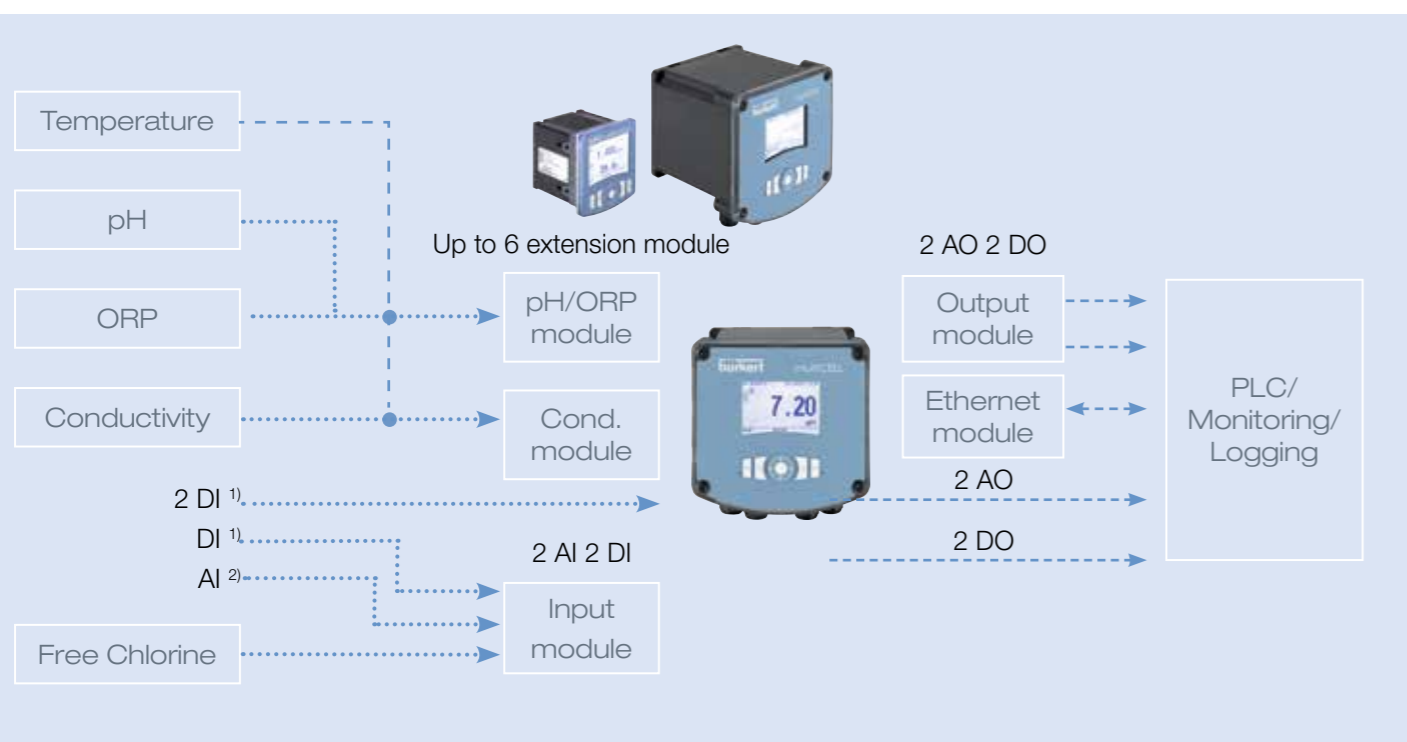 Temperature
pH
ORP
Conductivity
2 DI 1)
DI 1)
AI 2)
Free Chlorine
Up to 6 extension module
pH/ORP
module
Cond.
module
2 AI 2 DI
Input
module
burkert
7.20
2 AO 2 DO
Output
module
Ethernet
module
2 AO
2 DO
PLC/
Monitoring/
Logging